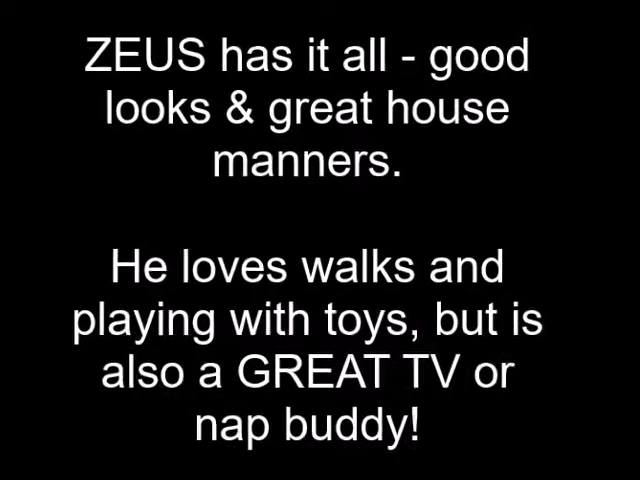 ZEUS has it all - good
looks & great house
manners.
He loves walks and
playing with toys, but is
also a GREAT TV or
nap buddy!